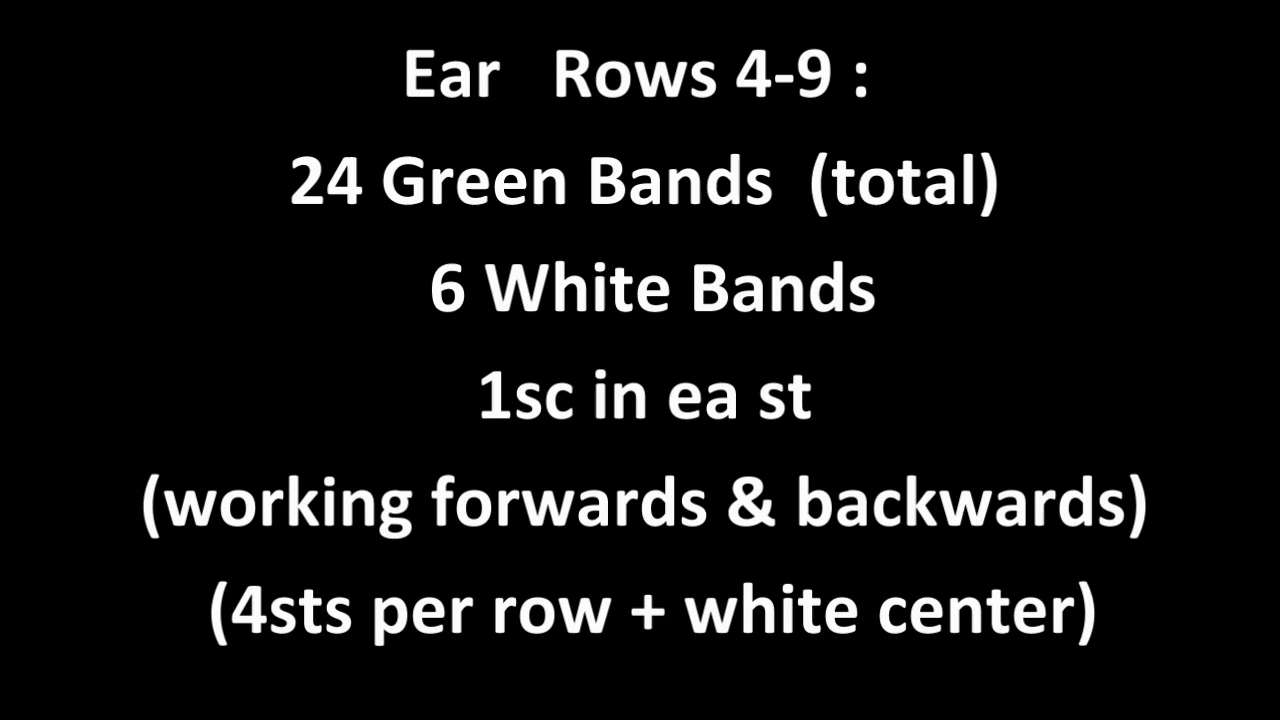 Ear Rows 4-9 :
24 Green Bands (total)
6 White Bands
1sc in ea st
(working forwards & backwards)
(4sts per row + white center)